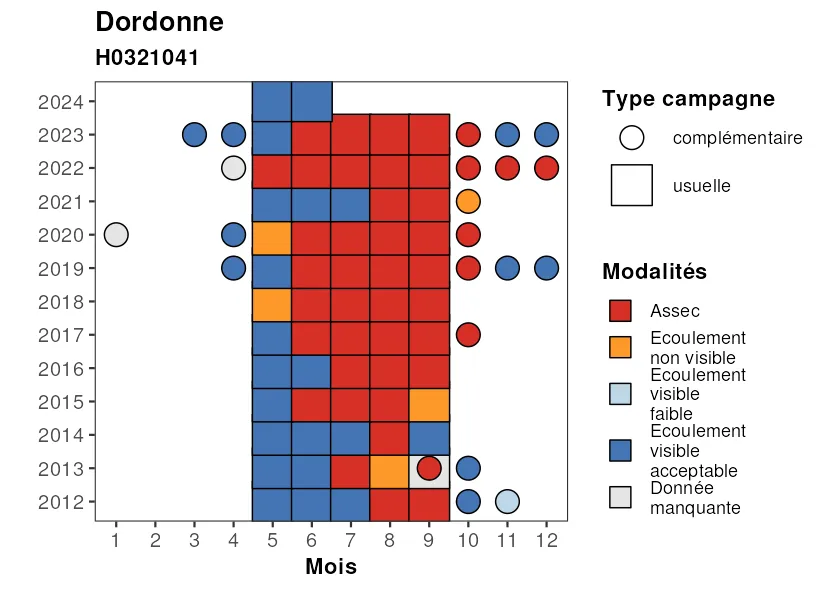 Dordonne
H0321041
2024
2023
2022
2021
2020
2019
2018
2017
2016
2015
2014
2013
2012
1 2 3 4 5 6 7 8 9 10 11 12
Mois
Type campagne
complémentaire
usuelle
Modalités
Assec
Ecoulement
non visible
Ecoulement
visible
faible
Ecoulement
visible
acceptable
Donnée
manquante